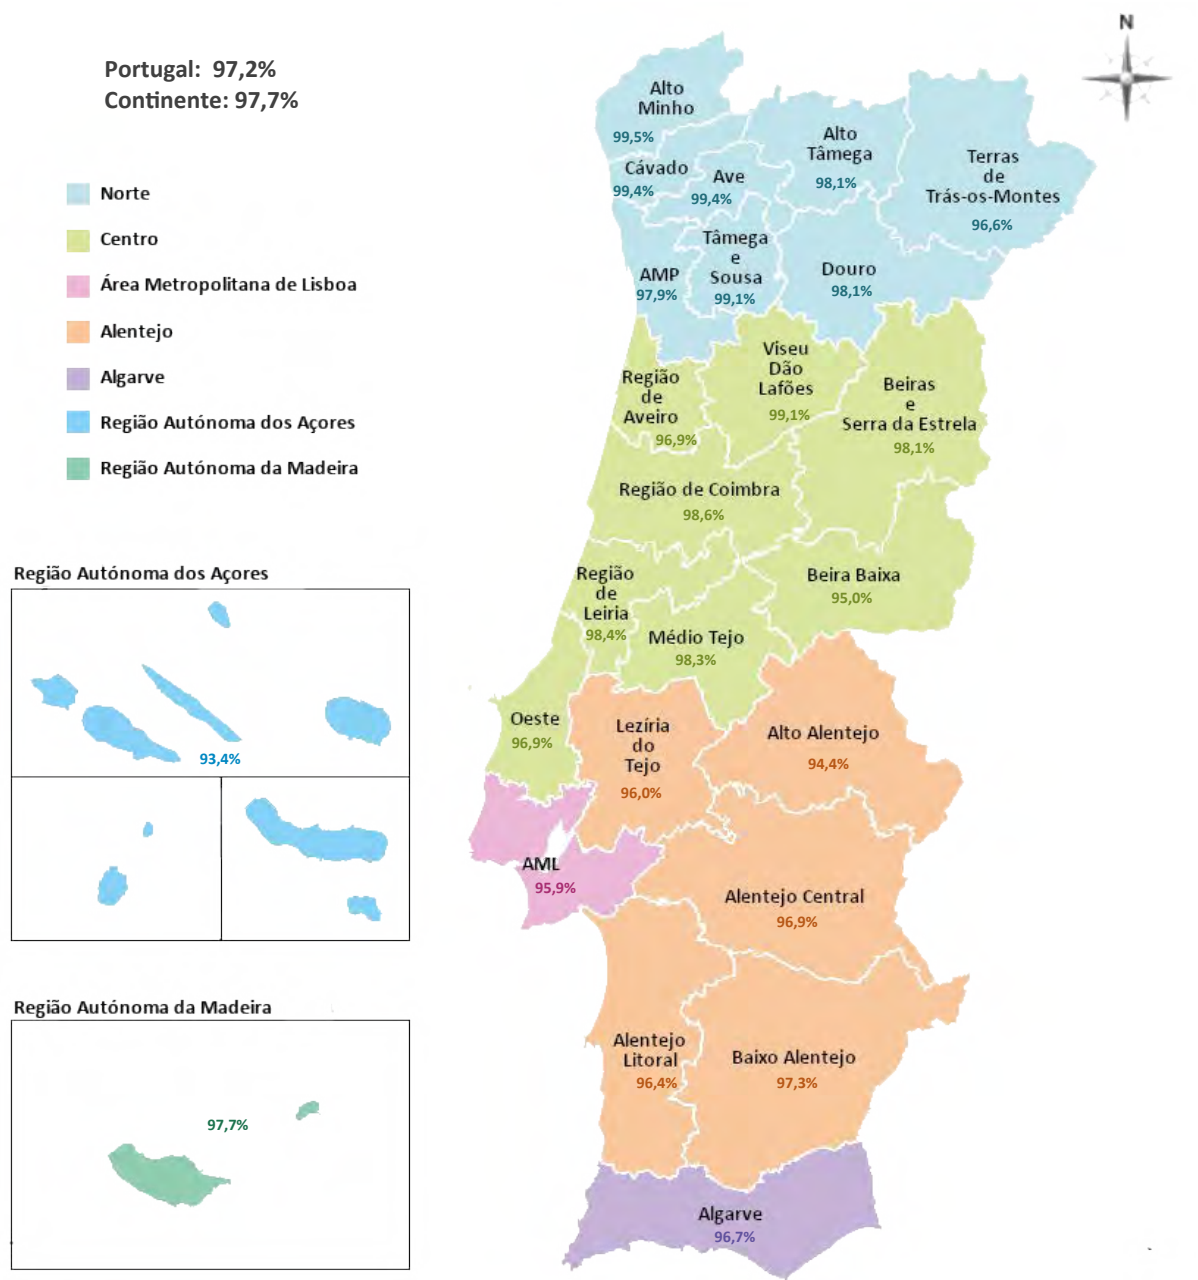 N
Portugal: 97,2%
Continente: 97,7%
Norte
Centro
Área Metropolitana de Lisboa
Alentejo
Algarve
Região Autónoma dos Açores
Região Autónoma da Madeira
Alto
Minho
99,5%
Cávado
99,4%
Ave
99,4%
Alto
Tâmega
98,1%
Terras
de
Trás-os-Montes
96,6%
AMP
97,9%
Tâmega
e
Sousa
99,1%
Douro
98,1%
Região
de
Aveiro
96,9%
Viseu
Dão
Lafões
99,1%
Beiras
e
Serra da Estrela
98,1%
Região de Coimbra
98,6%
Região
de
Leiria
98,4%
Médio Tejo
98,3%
Beira Baixa
95,0%
Oeste
96,9%
Lezíria
do
Tejo
96,0%
Alto Alentejo
94,4%
AML
95,9%
Alentejo Central
96,9%
Alentejo
Litoral
96,4%
Baixo Alentejo
97,3%
Algarve
96,7%
Região Autónoma dos Açores
93,4%
Região Autónoma da Madeira
97,7%